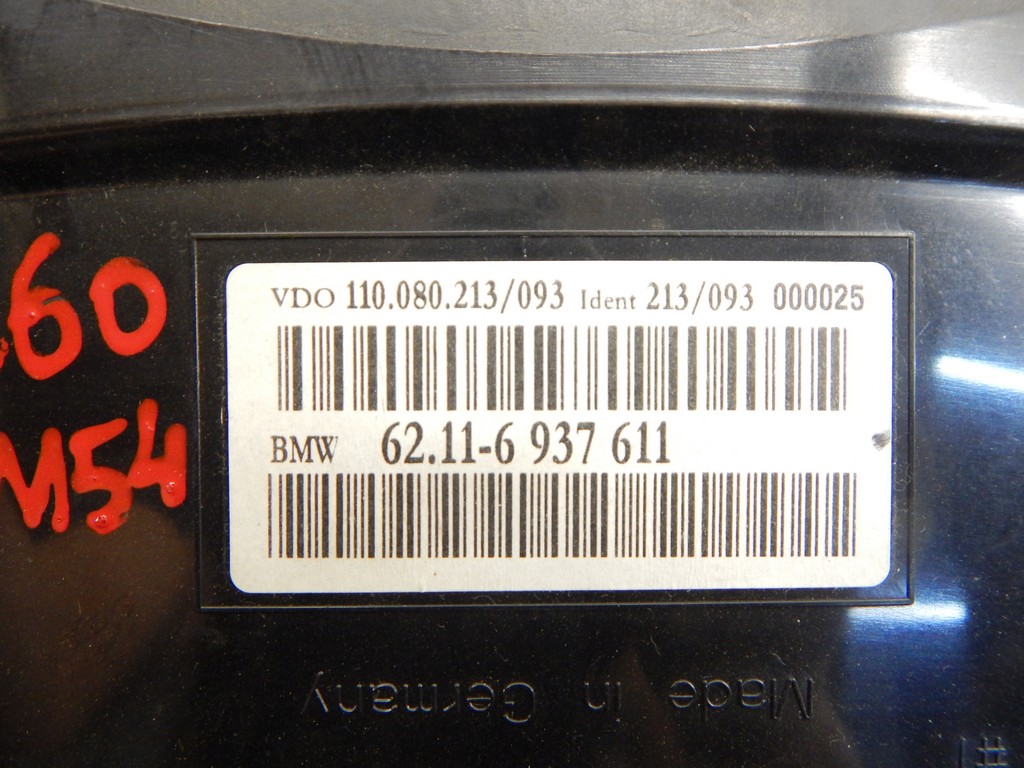 VDO 110.080.213/093 Ident 213/093 000025
BMW 62.11-6 937 611
60
M54
Made in Germany